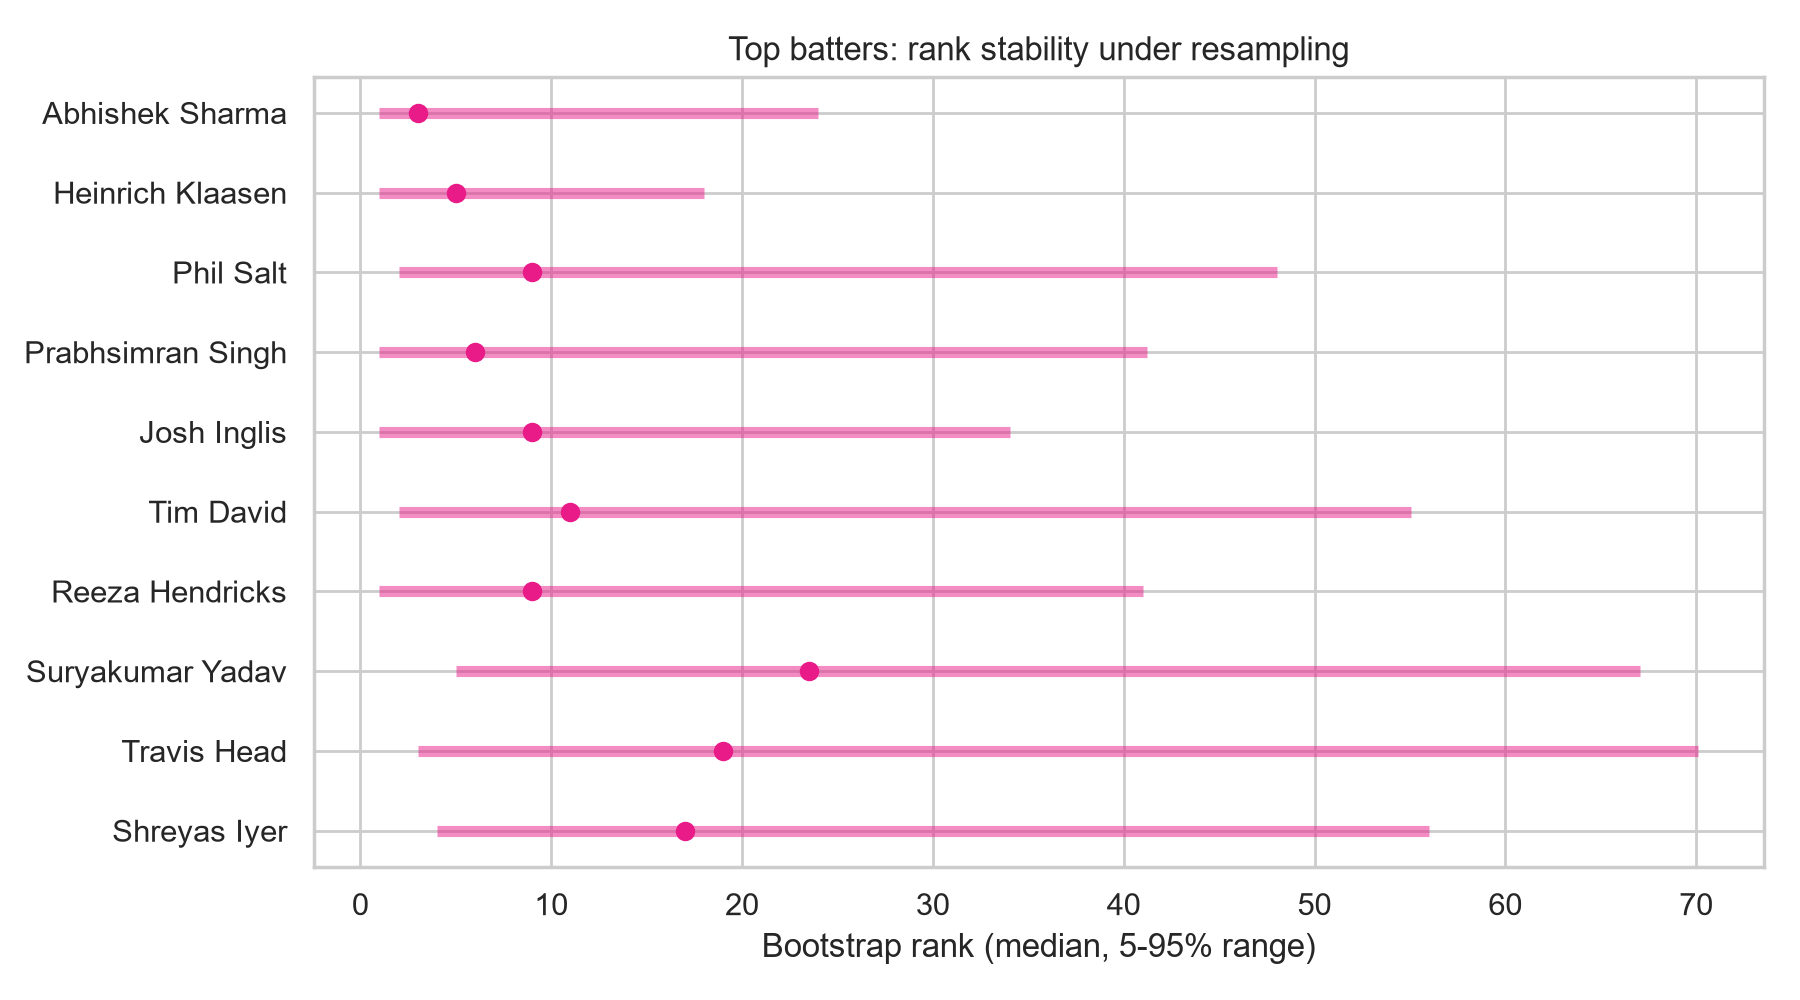 Top batters: rank stability under resampling
Abhishek Sharma
Heinrich Klaasen
Phil Salt
Prabhsimran Singh
Josh Inglis
Tim David
Reeza Hendricks
Suryakumar Yadav
Travis Head
Shreyas Iyer
0 10 20 30 40 50 60 70
Bootstrap rank (median, 5-95% range)